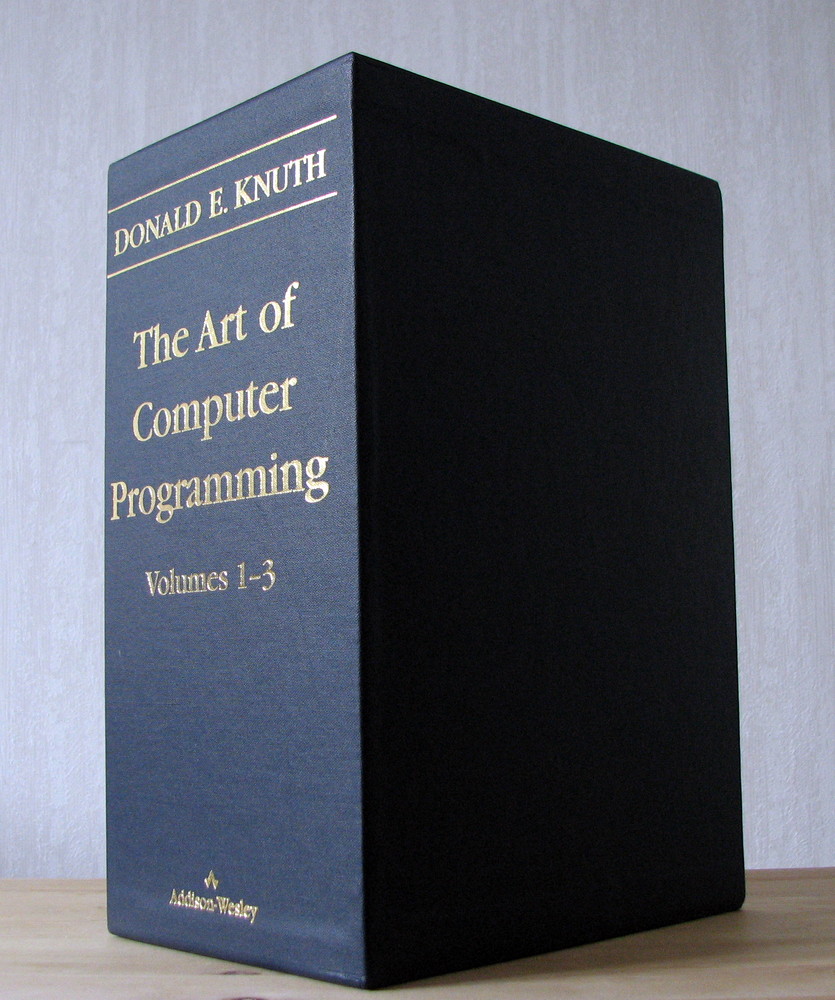 DONALD E. KNUTH
The Art of
Computer
Programming
Volumes 1–3
Addison-Wesley